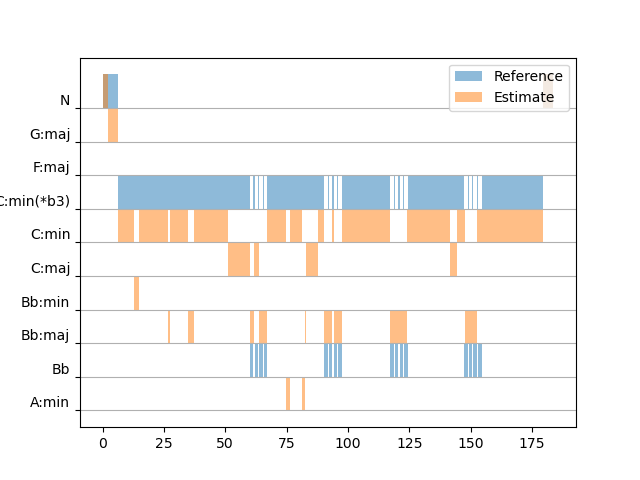 Reference
Estimate
N
G:maj
F:maj
C:min(*b3)
C:min
C:maj
Bb:min
Bb:maj
Bb
A:min
0 25 50 75 100 125 150 175